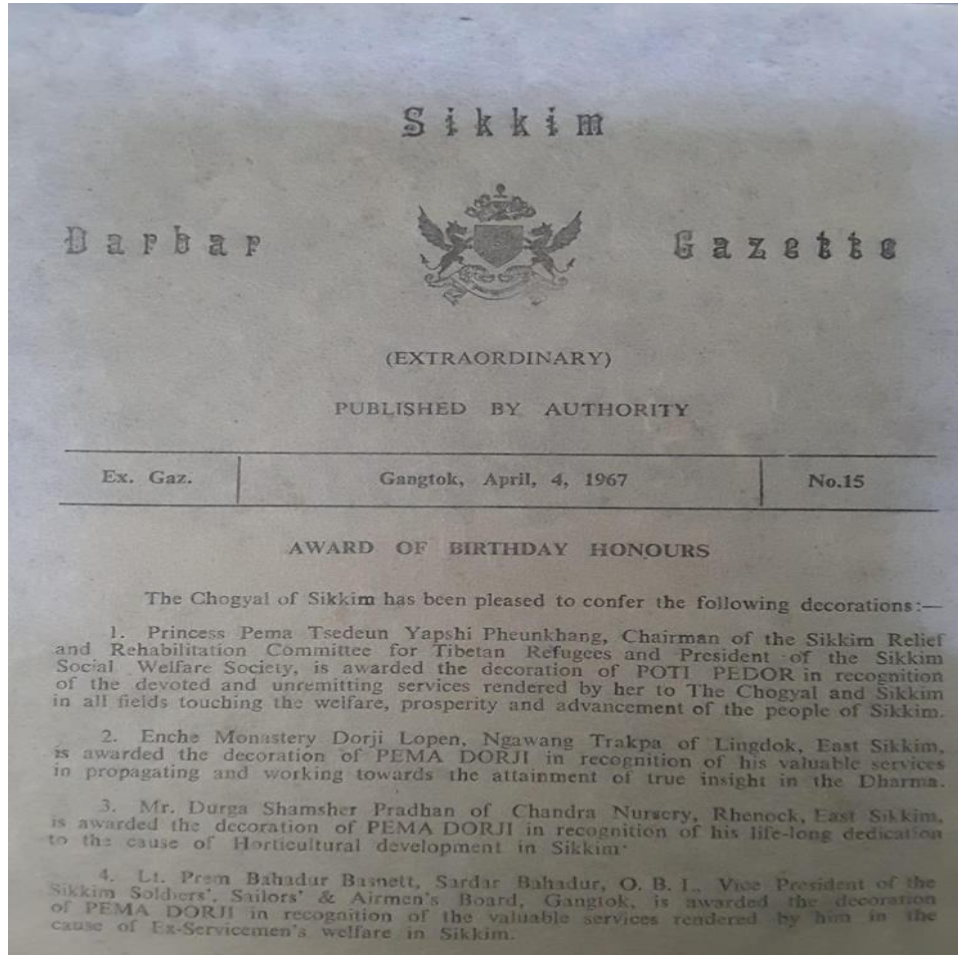 Sikkim
Darbar Gazette
(EXTRAORDINARY)
PUBLISHED BY AUTHORITY
Ex. Gaz. Gangtok, April, 4, 1967 No.15
AWARD OF BIRTHDAY HONOURS
The Chogyal of Sikkim has been pleased to confer the following decorations:—
1. Princess Pema Tsedeun Yapshi Pheunkhang, Chairman of the Sikkim Relief
and Rehabilitation Committee for Tibetan Refugees and President of the Sikkim
Social Welfare Society, is awarded the decoration of POTI PEDOR in recognition
of the devoted and unremitting services rendered by her to The Chogyal and Sikkim
in all fields touching the welfare, prosperity and advancement of the people of Sikkim.
2. Enche Monastery Dorji Lopen, Ngawang Trakpa of Lingdok, East Sikkim,
is awarded the decoration of PEMA DORJI in recognition of his valuable services
in propagating and working towards the attainment of true insight in the Dharma.
3. Mr. Durga Shamsher Pradhan of Chandra Nursery, Rhenock, East Sikkim,
is awarded the decoration of PEMA DORJI in recognition of his life-long dedication
to the cause of Horticultural development in Sikkim.
4. Lt. Prem Bahadur Basnett, Sardar Bahadur, O. B. I., Vice President of the
Sikkim Soldiers', Sailors' & Airmen's Board, Gangtok, is awarded the decoration
of PEMA DORJI in recognition of the valuable services rendered by him in the
cause of Ex-Servicemen's welfare in Sikkim.